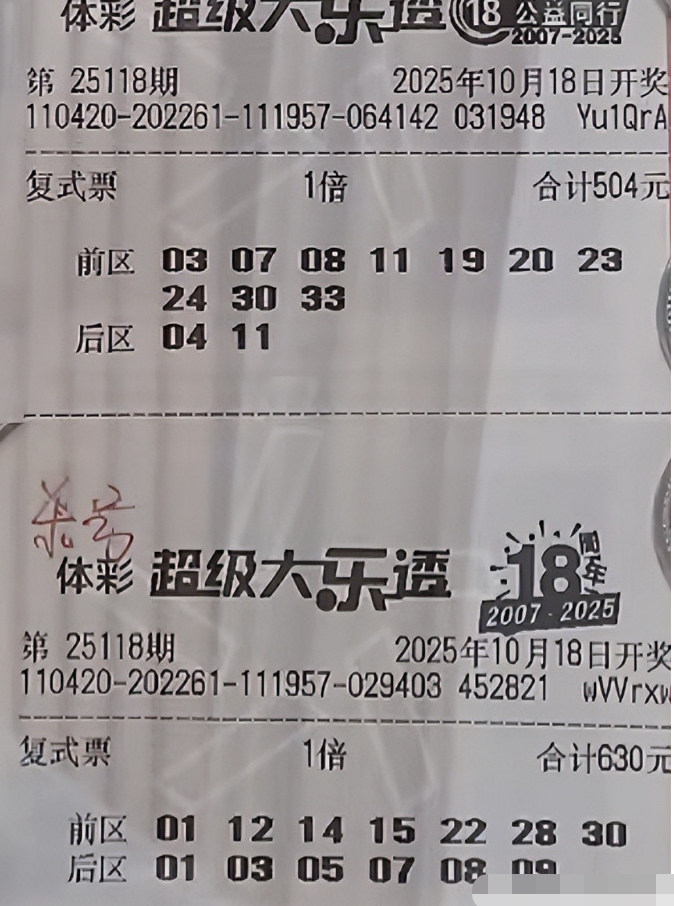 体彩 超级大乐透 18 公益同行
2007-2025
第 25118期 2025年10月18日开奖
110420-202261-111957-064142 031948 Yu1QrA
复式票 1倍 合计504元
前区 03 07 08 11 19 20 23
24 30 33
后区 04 11
体彩 超级大乐透 18周年
2007-2025
第 25118期 2025年10月18日开奖
110420-202261-111957-029403 452821 wVVrxw
复式票 1倍 合计630元
前区 01 12 14 15 22 28 30
后区 01 03 05 07 08 09